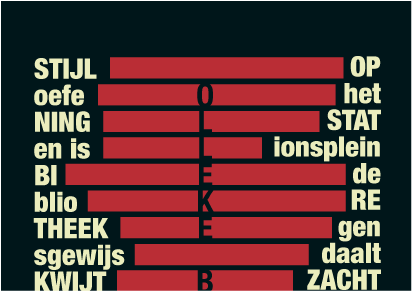 STIJL OP
oefe O het
NING L STAT
en is ionsplein
BI E de
blio K RE
THEEK E gen
sgewijs daalt
KWIJT B ZACHT